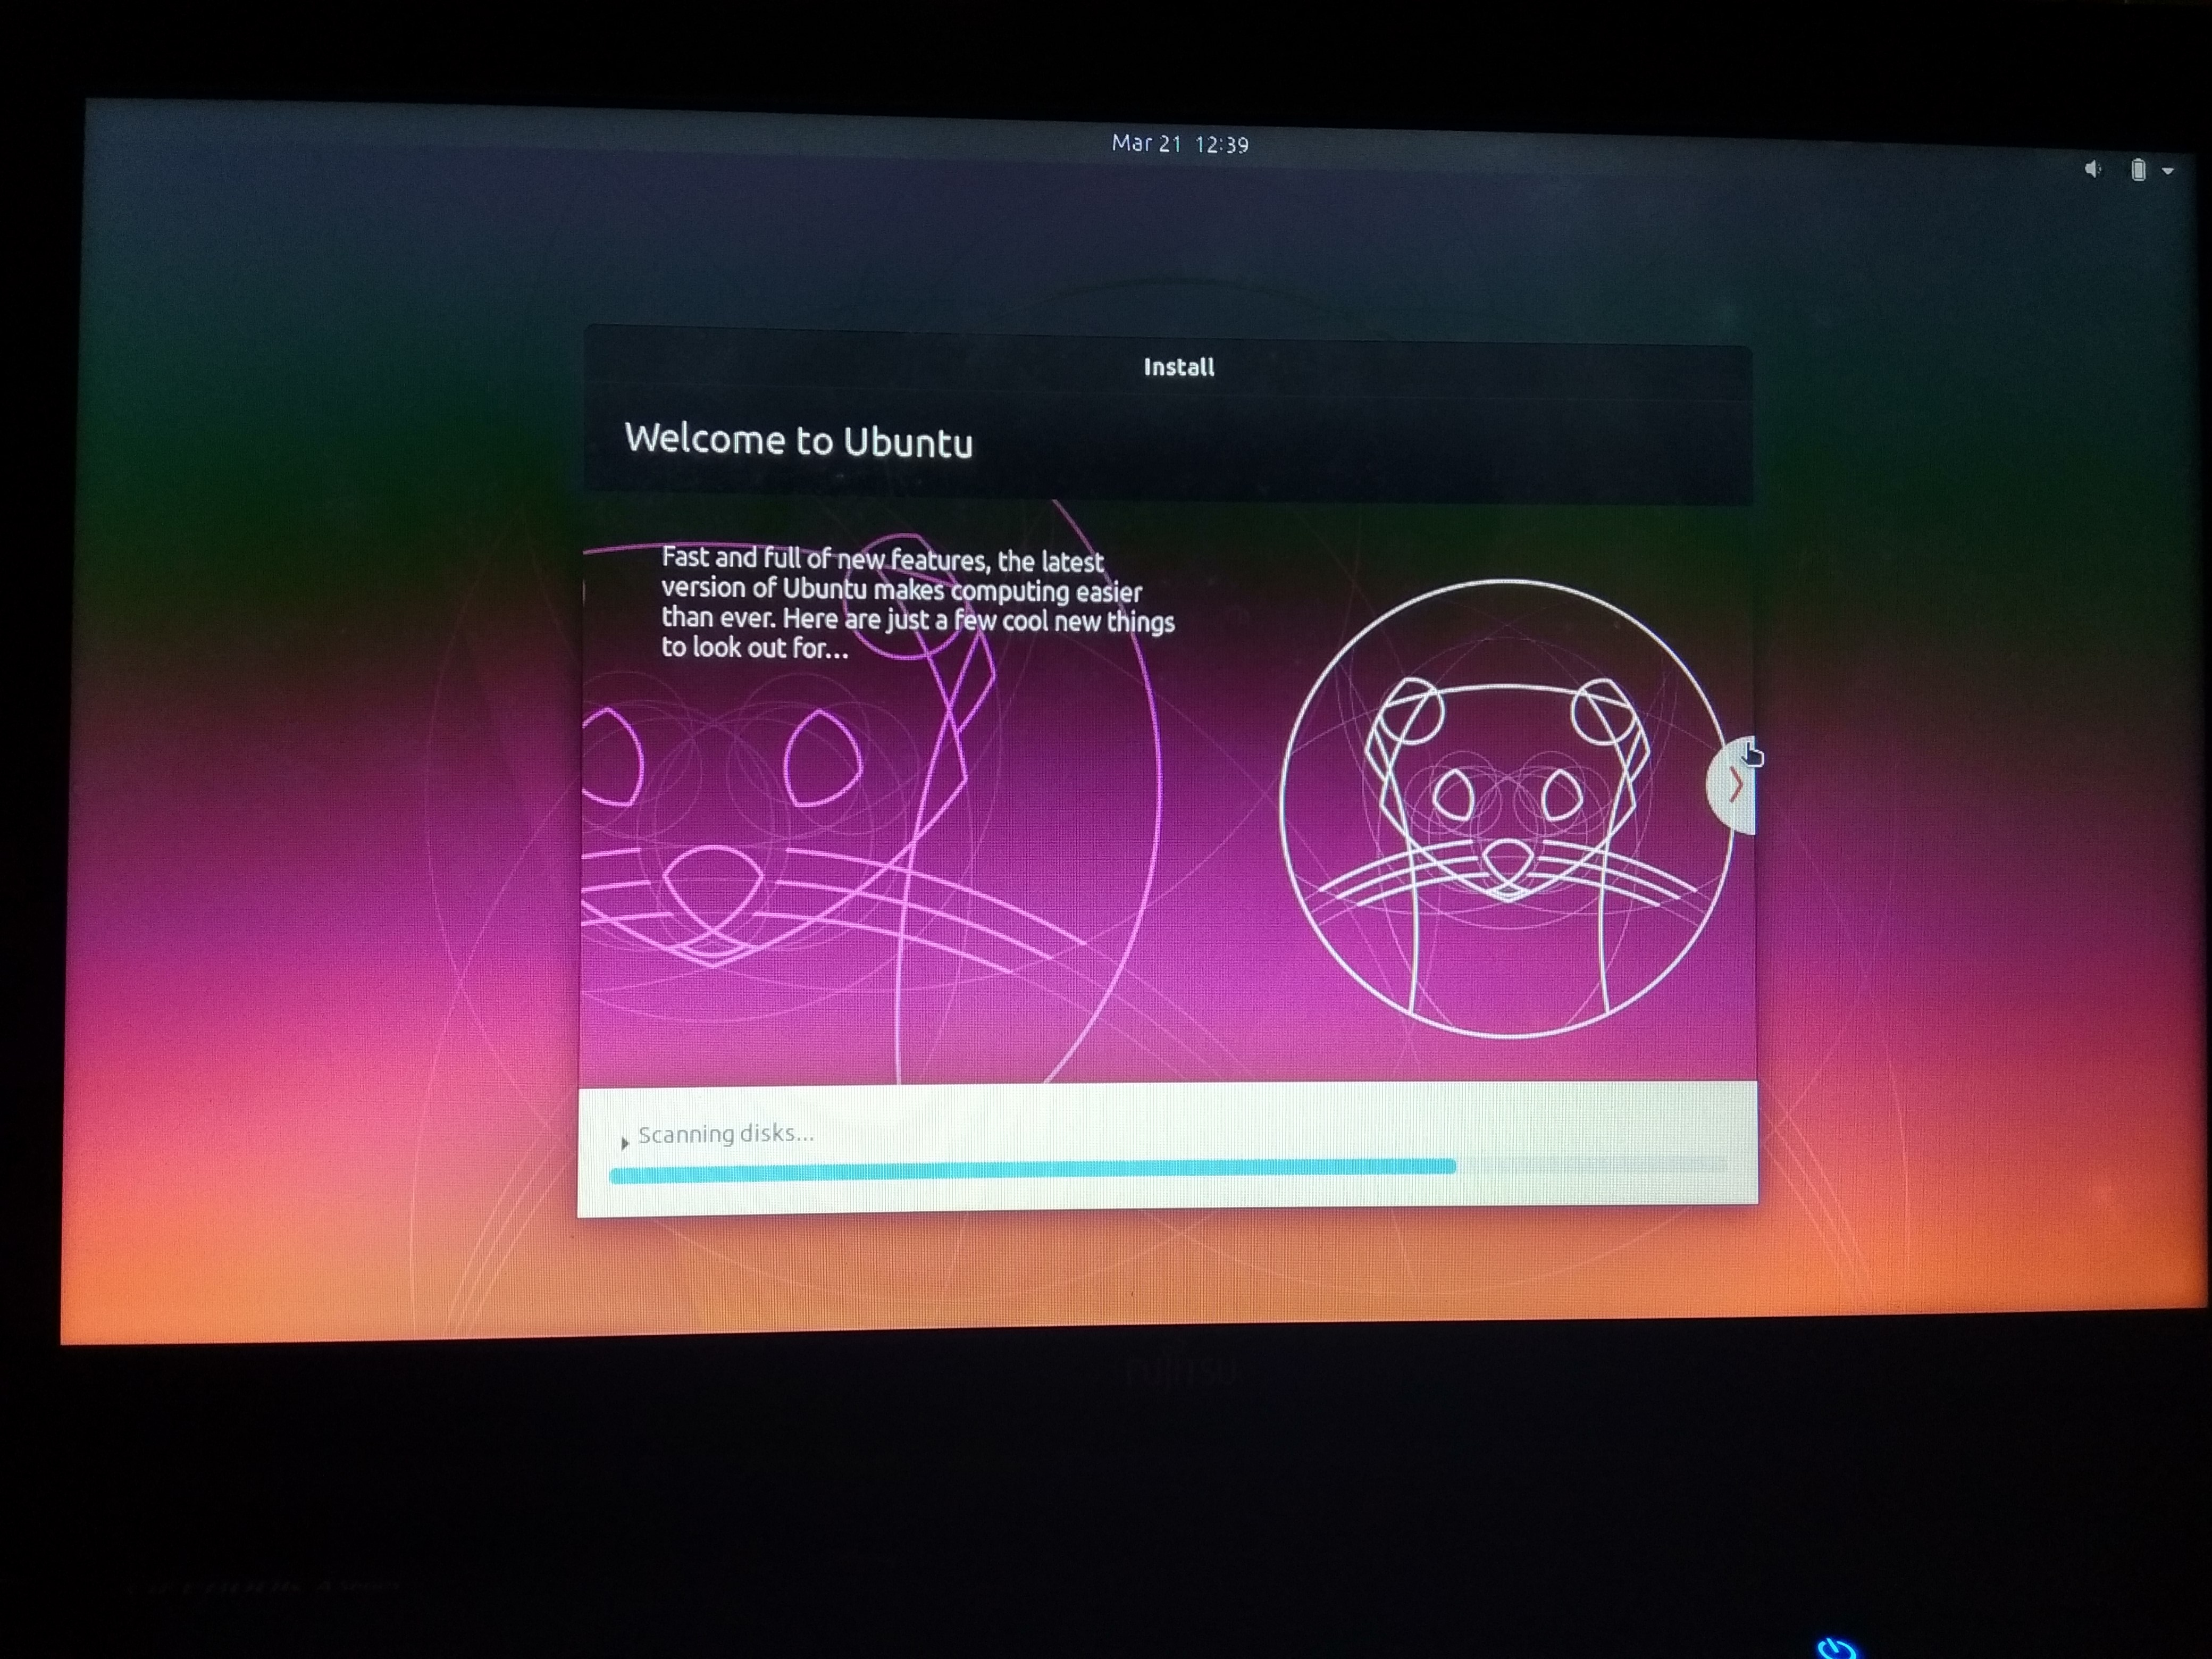 Mar 21 12:39
Install
Welcome to Ubuntu
Fast and full of new features, the latest
version of Ubuntu makes computing easier
than ever. Here are just a few cool new things
to look out for...
Scanning disks...
FUJITSU